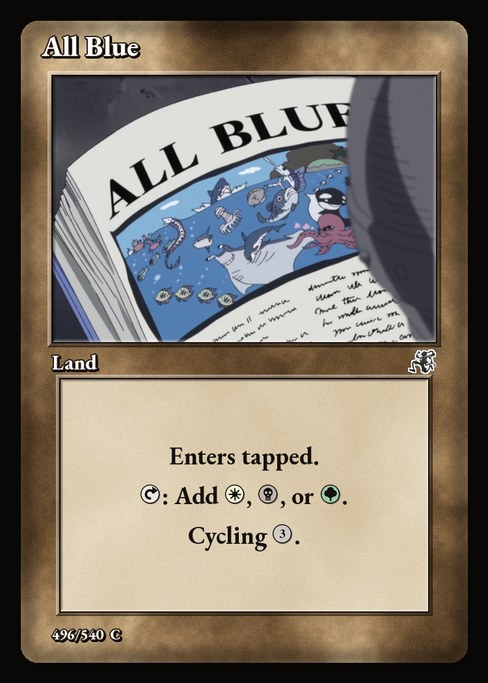 All Blue
ALL BLUE
Land
Enters tapped.
: Add , , or .
Cycling 3.
496/540 C